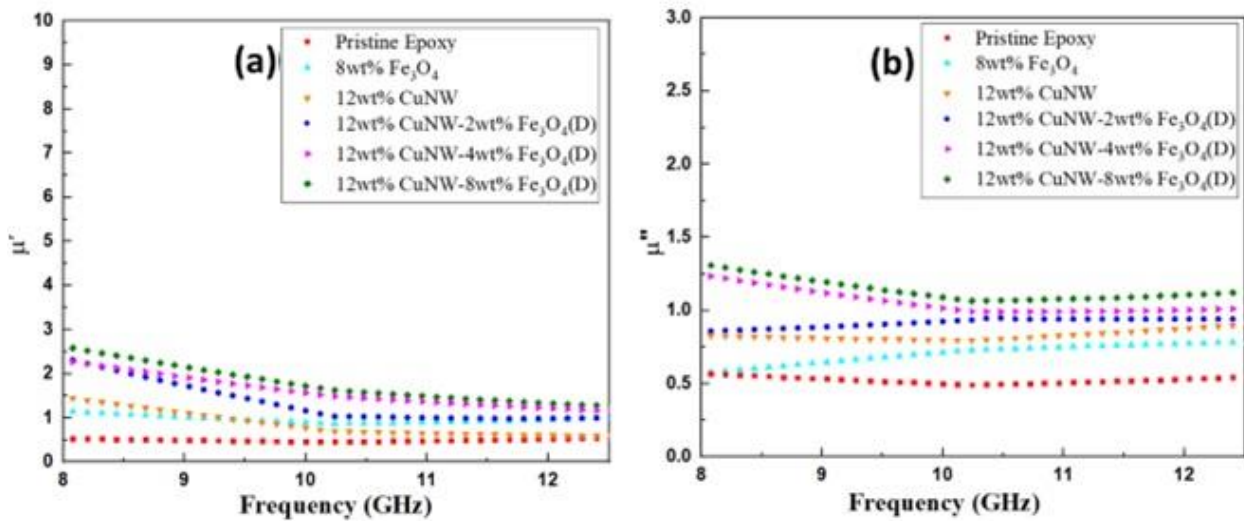 (a)
Pristine Epoxy
8wt% Fe₃O₄
12wt% CuNW
12wt% CuNW-2wt% Fe₃O₄(D)
12wt% CuNW-4wt% Fe₃O₄(D)
12wt% CuNW-8wt% Fe₃O₄(D)
10
9
8
7
6
5
4
3
2
1
0
μ′
8 9 10 11 12
Frequency (GHz)
(b)
Pristine Epoxy
8wt% Fe₃O₄
12wt% CuNW
12wt% CuNW-2wt% Fe₃O₄(D)
12wt% CuNW-4wt% Fe₃O₄(D)
12wt% CuNW-8wt% Fe₃O₄(D)
3.0
2.5
2.0
1.5
1.0
0.5
0.0
μ"
8 9 10 11 12
Frequency (GHz)